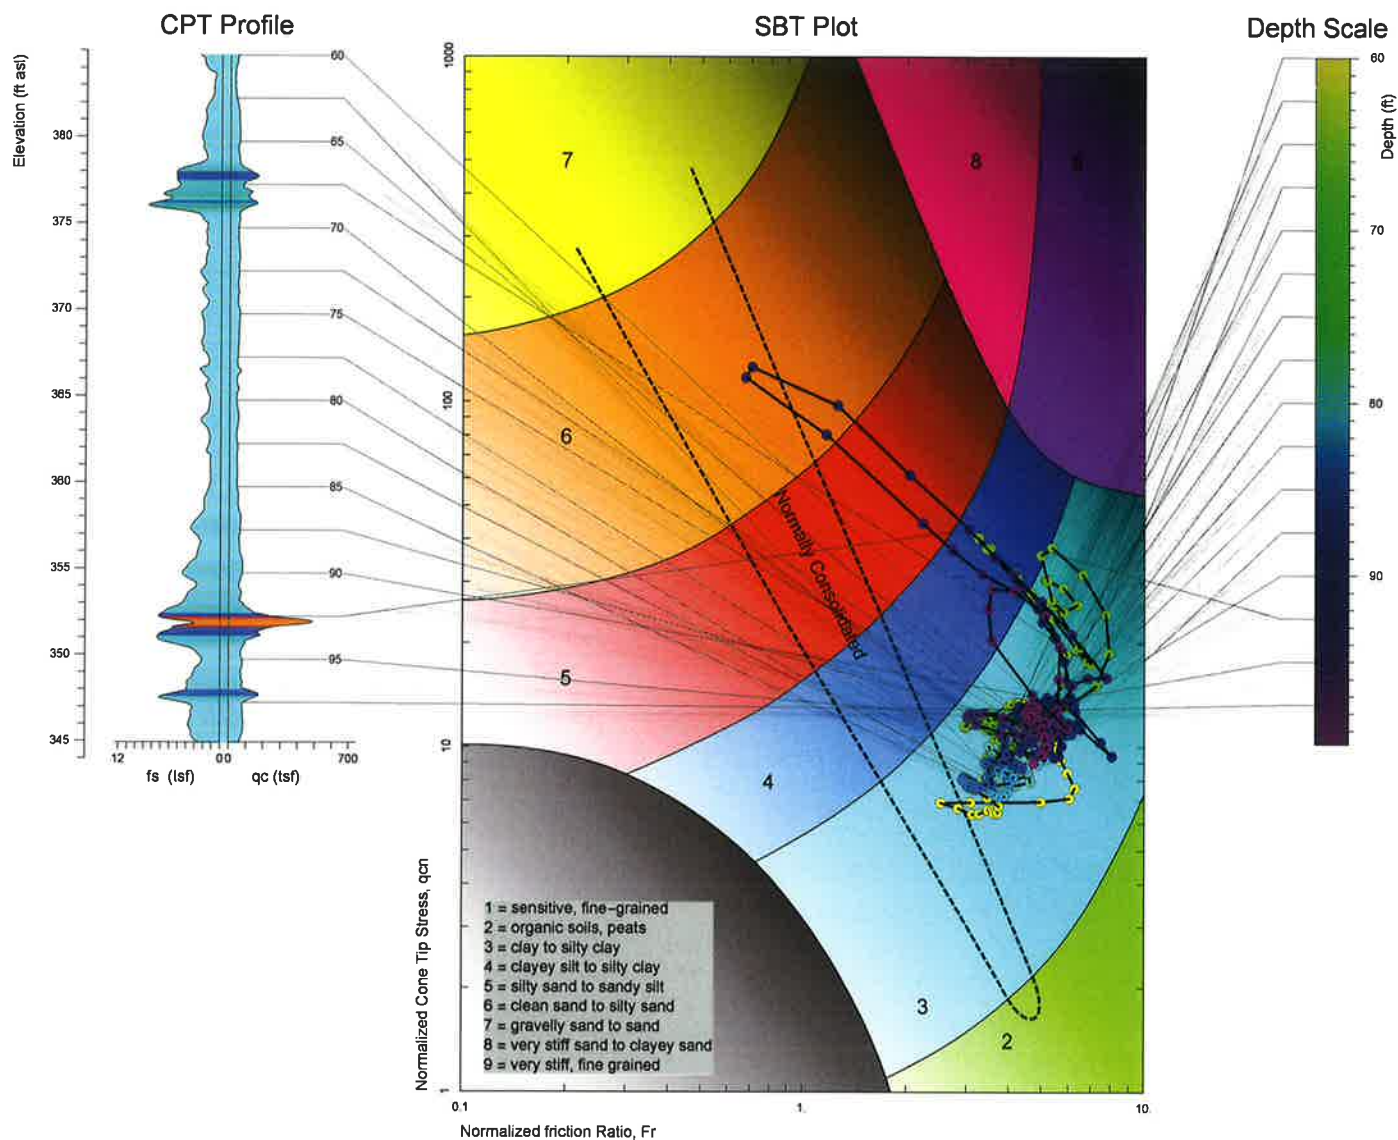 CPT Profile
SBT Plot
Depth Scale
Elevation (ft asl)
380
375
370
365
360
355
350
345
60
65
70
75
80
85
90
95
12
0 0
700
fs (tsf)
qc (tsf)
1000
100
10
1
Normalized Cone Tip Stress, qcn
7
8
6
5
4
3
2
Normally Consolidated
1 = sensitive, fine-grained
2 = organic soils, peats
3 = clay to silty clay
4 = clayey silt to silty clay
5 = silty sand to sandy silt
6 = clean sand to silty sand
7 = gravelly sand to sand
8 = very stiff sand to clayey sand
9 = very stiff, fine grained
0.1
1.
10.
Normalized friction Ratio, Fr
60
70
80
90
Depth (ft)